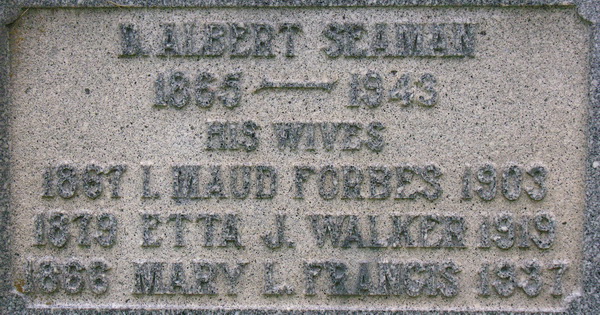 D. ALBERT SEAMAN
1865 — 1943
HIS WIVES
1867 I. MAUD FORBES 1903
1879 ETTA J. WALKER 1919
1866 MARY L. FRANCIS 1937